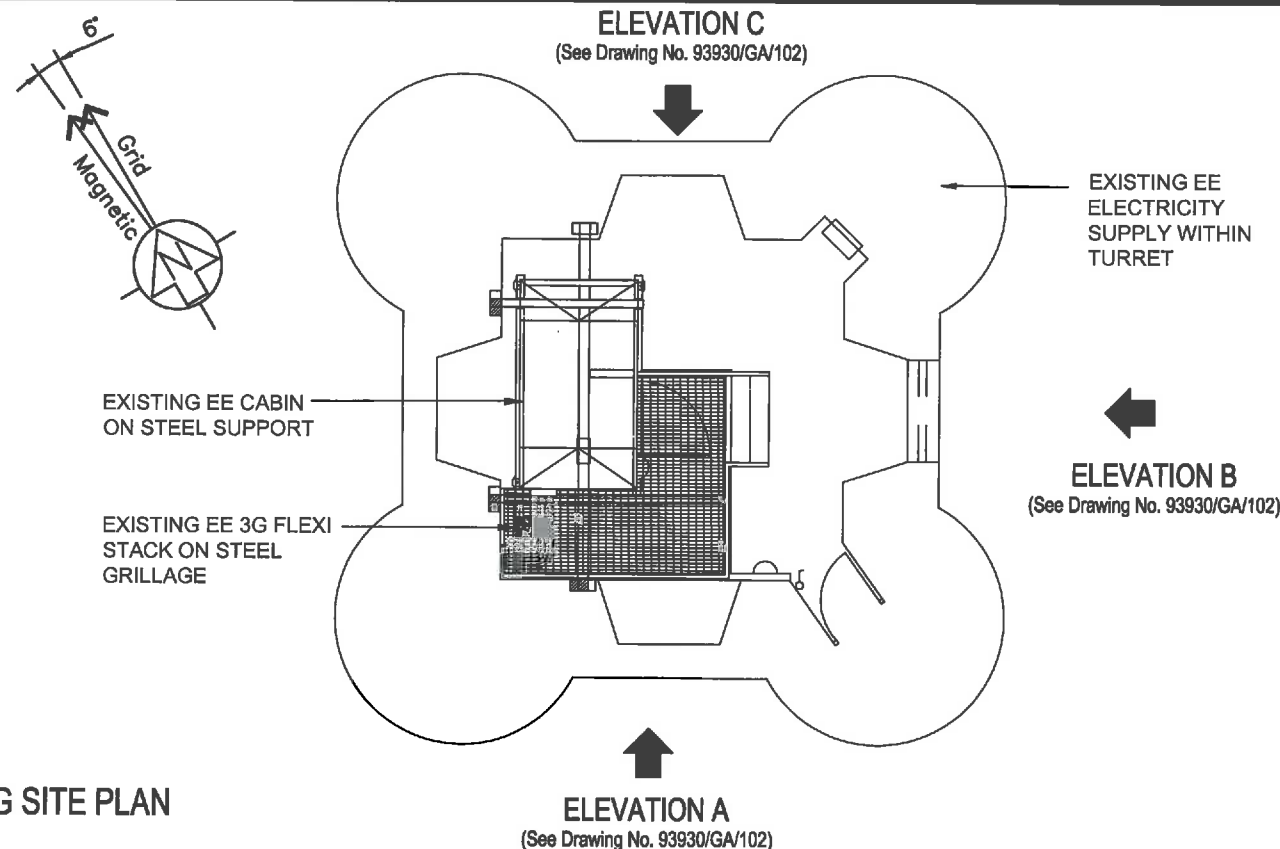 ELEVATION C
(See Drawing No. 93930/GA/102)
6°
Grid
Magnetic
N
EXISTING EE
ELECTRICITY
SUPPLY WITHIN
TURRET
EXISTING EE CABIN
ON STEEL SUPPORT
ELEVATION B
(See Drawing No. 93930/GA/102)
EXISTING EE 3G FLEXI
STACK ON STEEL
GRILLAGE
G SITE PLAN
ELEVATION A
(See Drawing No. 93930/GA/102)